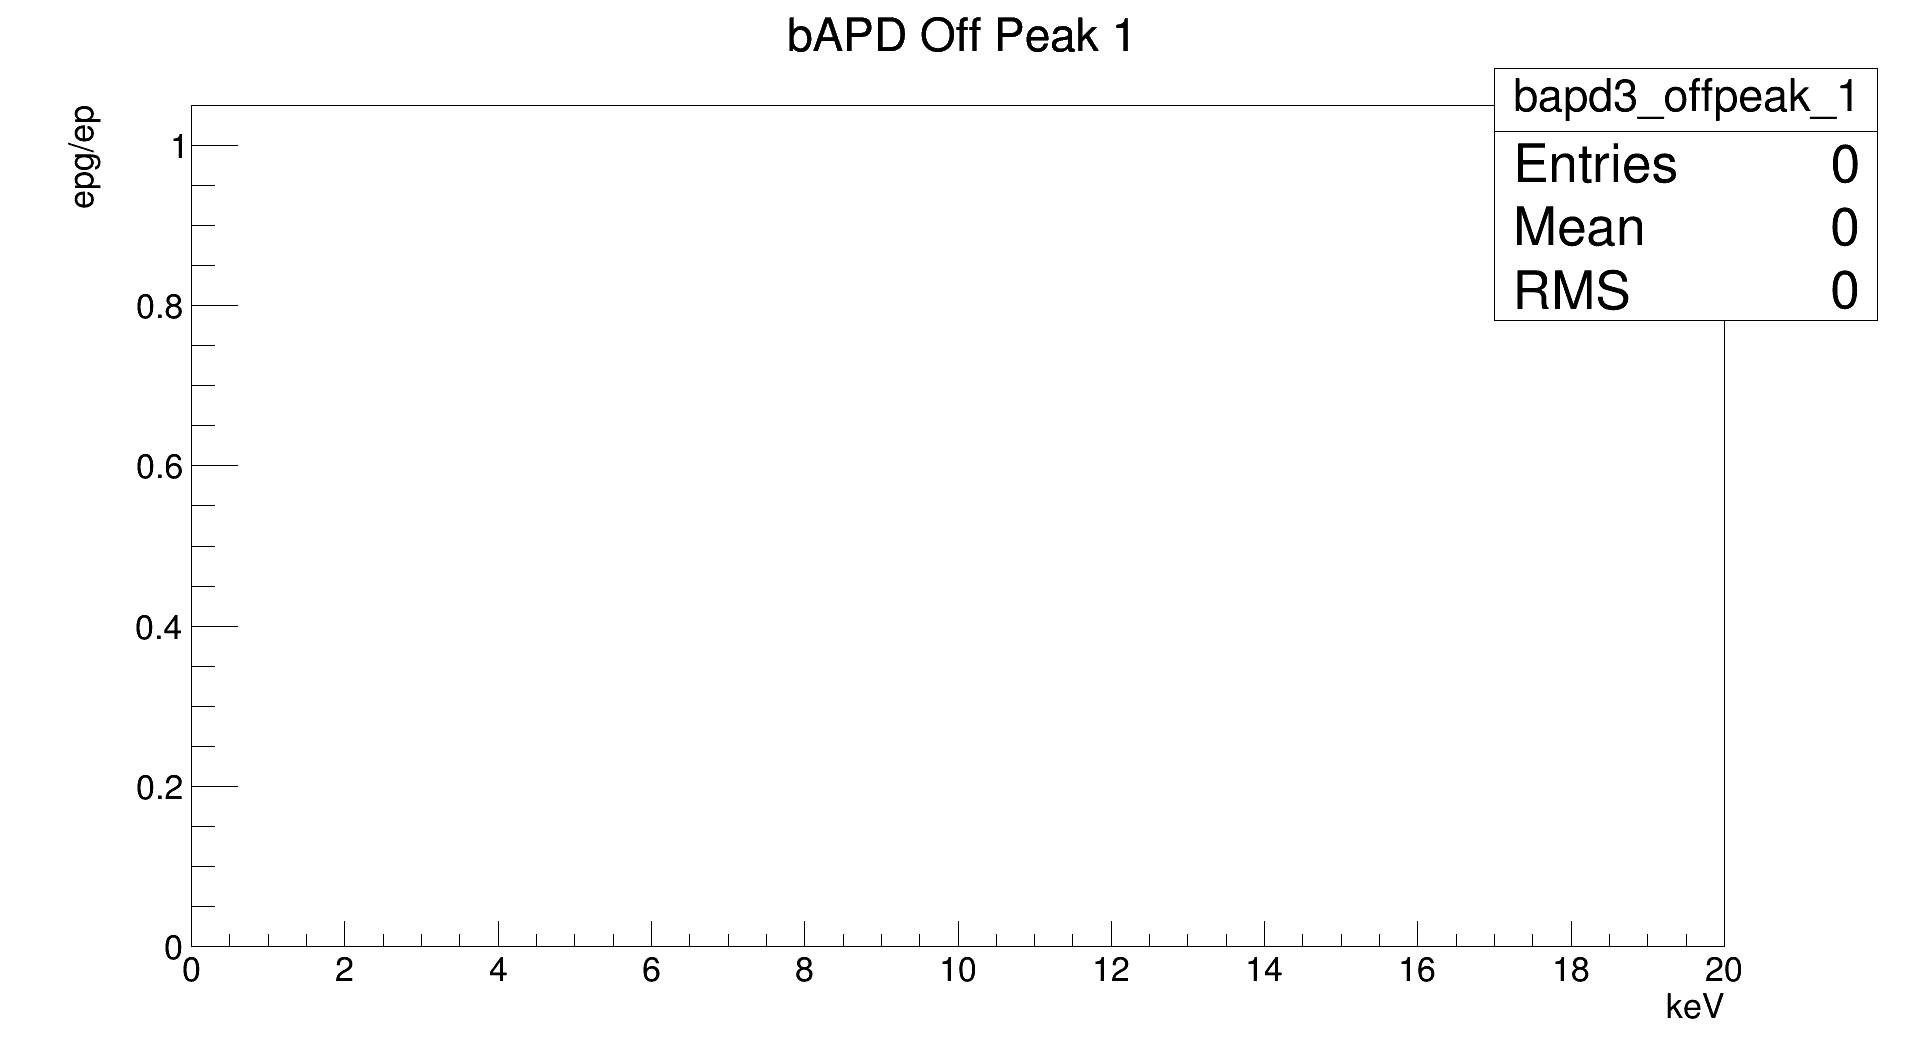 bAPD Off Peak 1
bapd3_offpeak_1
Entries 0
Mean 0
RMS 0
epg/ep
1
0.8
0.6
0.4
0.2
0
0 2 4 6 8 10 12 14 16 18 20
keV